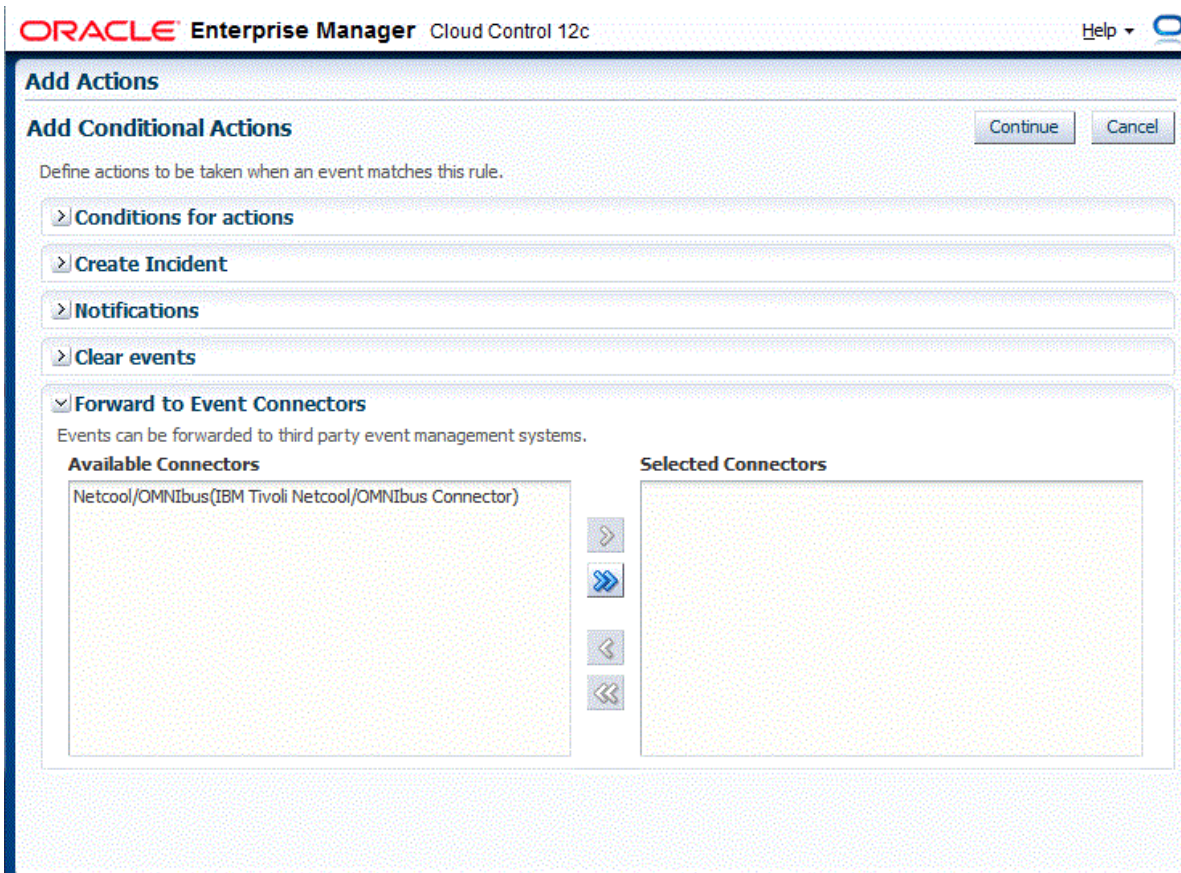 ORACLE Enterprise Manager Cloud Control 12c
Help
Add Actions
Add Conditional Actions
Continue
Cancel
Define actions to be taken when an event matches this rule.
Conditions for actions
Create Incident
Notifications
Clear events
Forward to Event Connectors
Events can be forwarded to third party event management systems.
Available Connectors
Selected Connectors
Netcool/OMNIbus(IBM Tivoli Netcool/OMNIbus Connector)